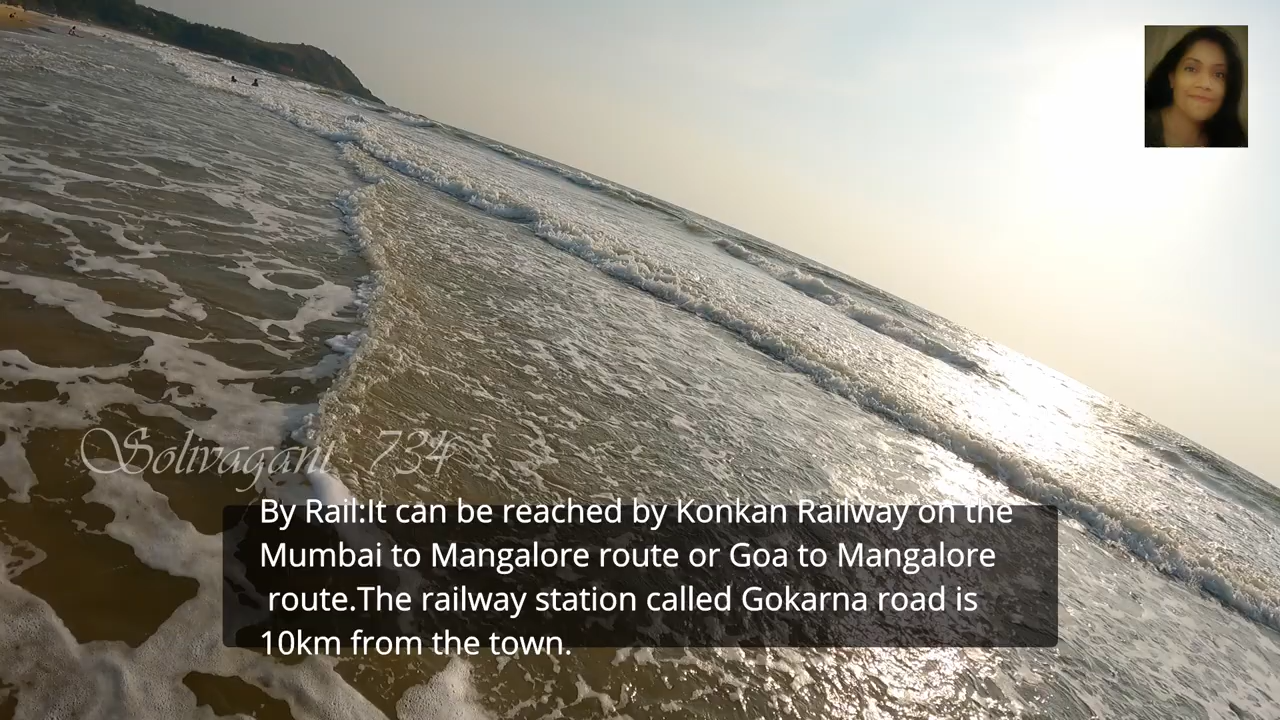 Solivagant 734
By Rail:It can be reached by Konkan Railway on the
Mumbai to Mangalore route or Goa to Mangalore
route.The railway station called Gokarna road is
10km from the town.